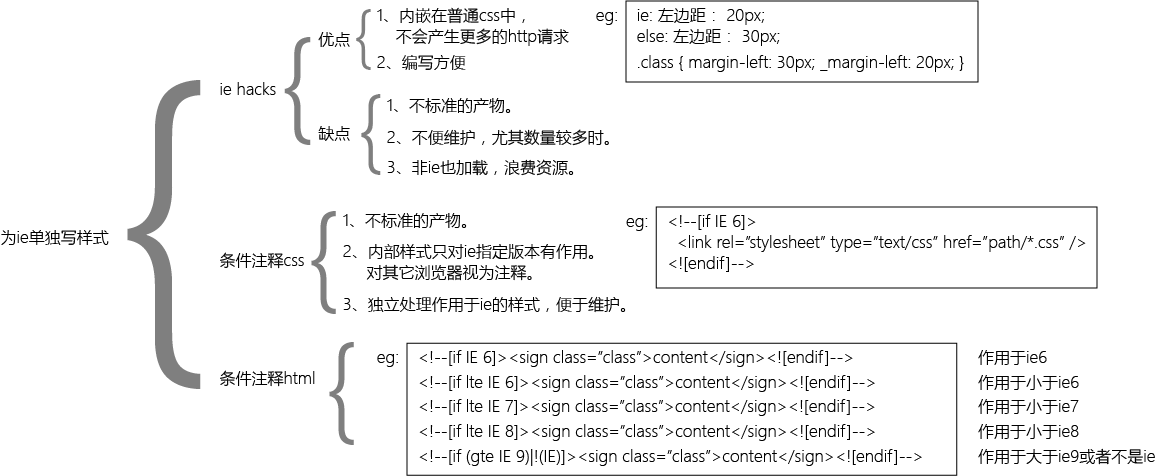 为ie单独写样式
ie hacks
优点
1、内嵌在普通css中，
不会产生更多的http请求
2、编写方便
eg:
ie: 左边距： 20px;
else: 左边距： 30px;
.class { margin-left: 30px; _margin-left: 20px; }
缺点
1、不标准的产物。
2、不便维护，尤其数量较多时。
3、非ie也加载，浪费资源。
条件注释css
1、不标准的产物。
2、内部样式只对ie指定版本有作用。
对其它浏览器视为注释。
3、独立处理作用于ie的样式，便于维护。
eg:
<!--[if IE 6]>
<link rel=”stylesheet” type=”text/css” href=”path/*.css” />
<![endif]-->
条件注释html
eg:
<!--[if IE 6]><sign class=”class”>content</sign><![endif]--> 作用于ie6
<!--[if lte IE 6]><sign class=”class”>content</sign><![endif]--> 作用于小于ie6
<!--[if lte IE 7]><sign class=”class”>content</sign><![endif]--> 作用于小于ie7
<!--[if lte IE 8]><sign class=”class”>content</sign><![endif]--> 作用于小于ie8
<!--[if (gte IE 9)|!(IE)]><sign class=”class”>content</sign><![endif]--> 作用于大于ie9或者不是ie